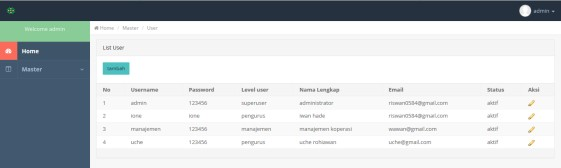 admin
Welcome admin
Home / Master / User
Home
Master
List User
tambah
No Username Password Level user Nama Lengkap Email Status Aksi
1 admin 123456 superuser administrator riswan0584@gmail.com aktif
2 ione ione pengurus iwan hade riswan0584@gmail.com aktif
3 manajemen 123456 manajemen manajemen koperasi wawan@gmail.com aktif
4 uche 123456 pengurus uche rohiawan uche@gmail.com aktif